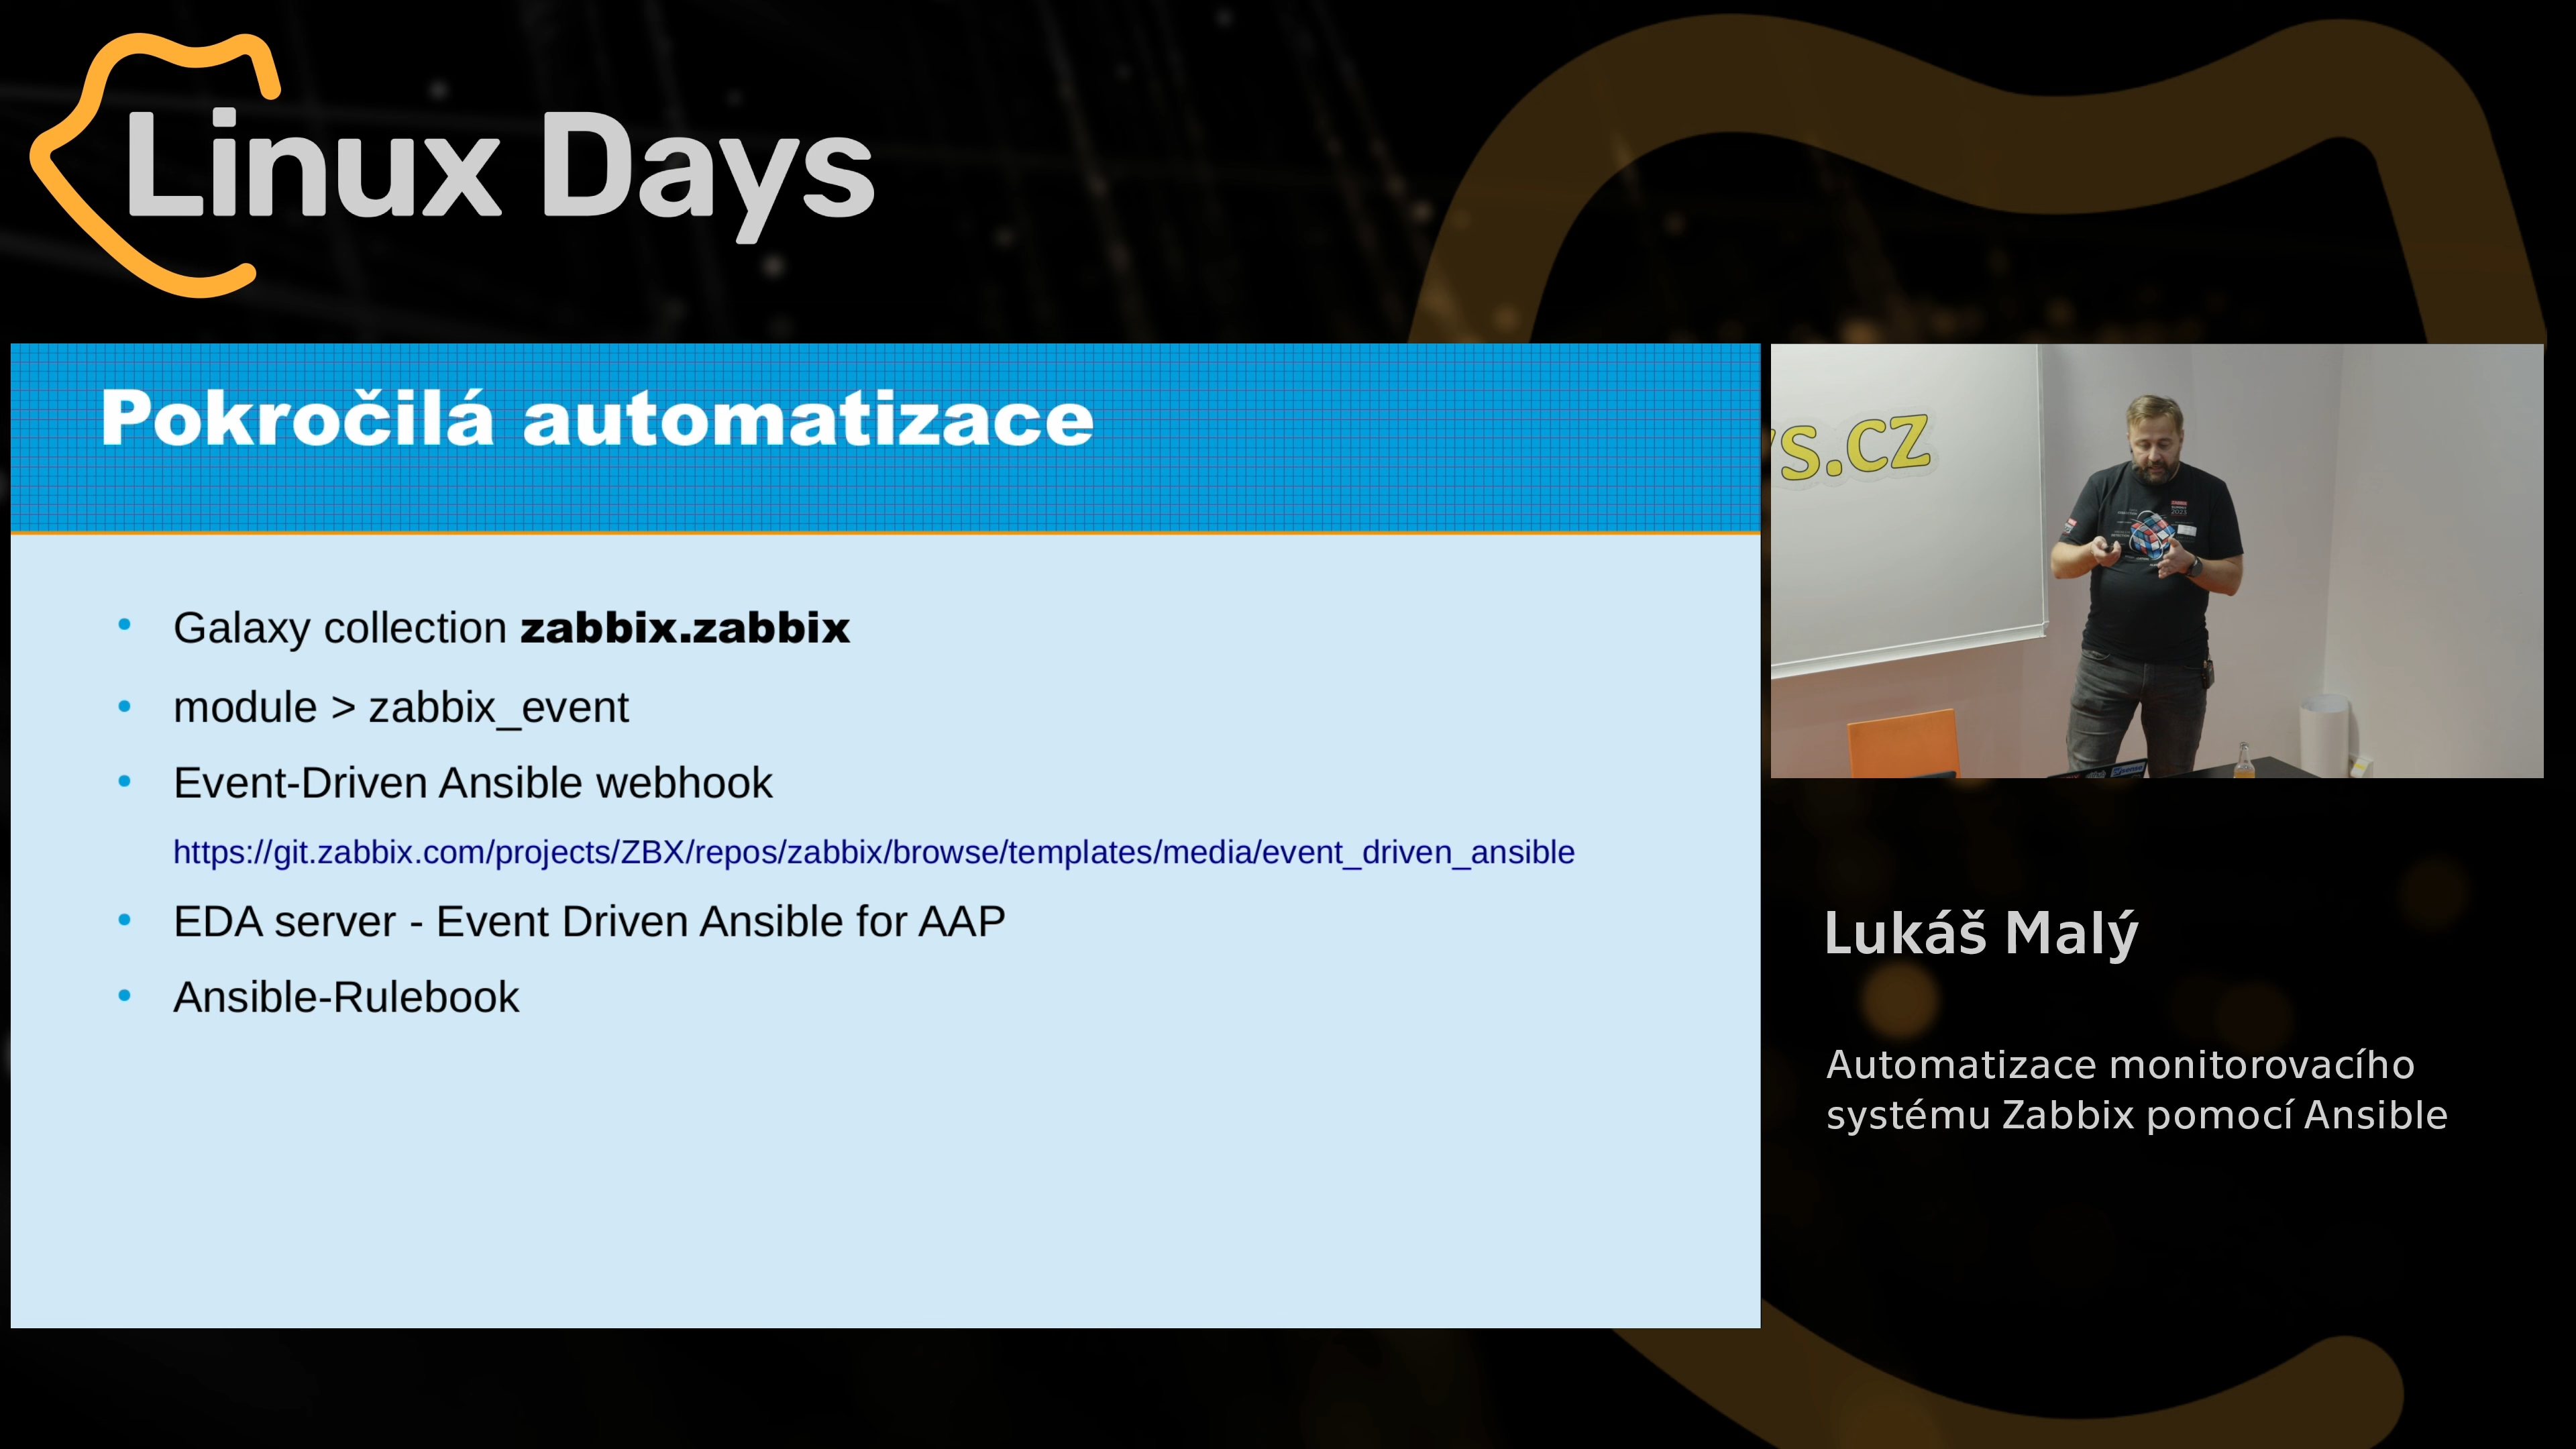 Linux Days
Pokročilá automatizace
Galaxy collection zabbix.zabbix
module > zabbix_event
Event-Driven Ansible webhook
https://git.zabbix.com/projects/ZBX/repos/zabbix/browse/templates/media/event_driven_ansible
EDA server - Event Driven Ansible for AAP
Ansible-Rulebook
s.cz
Lukáš Malý
Automatizace monitorovacího
systému Zabbix pomocí Ansible